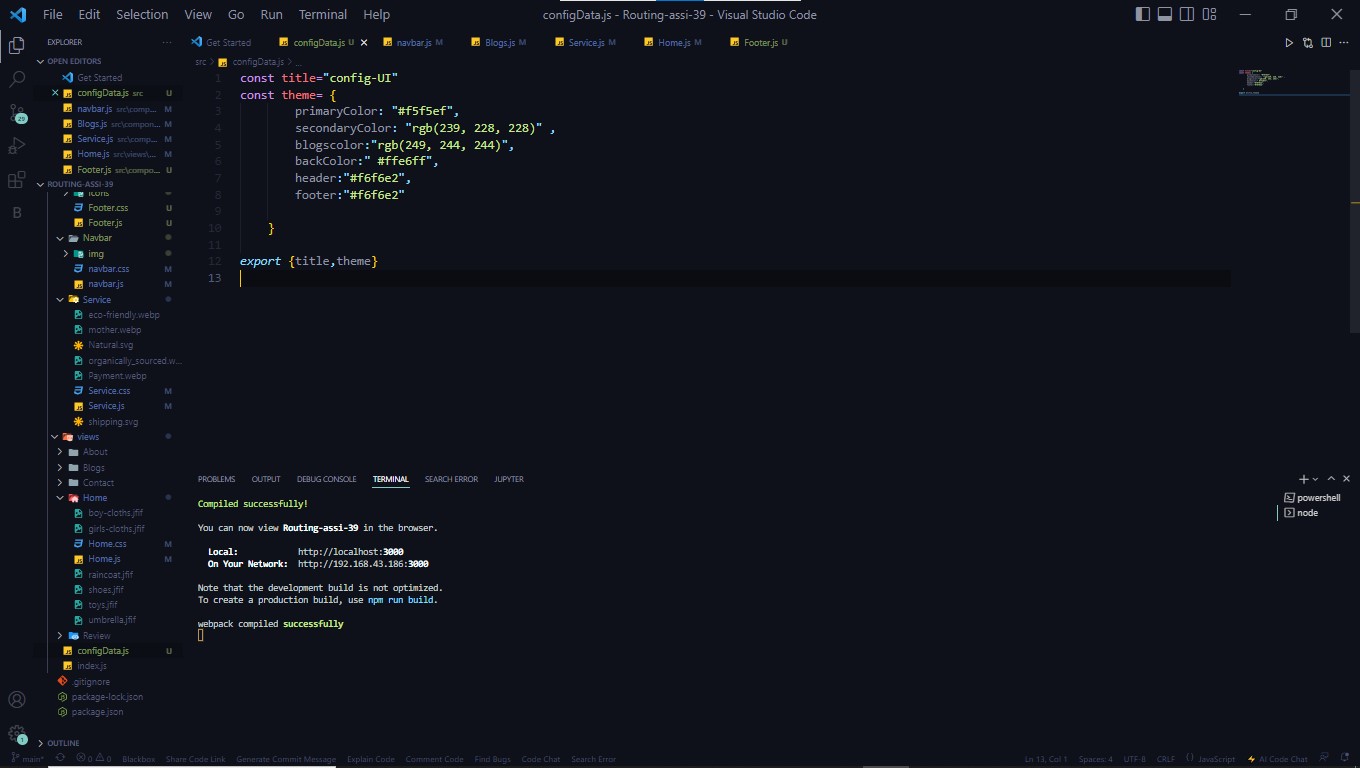 File Edit Selection View Go Run Terminal Help configData.js - Routing-assi-39 - Visual Studio Code
EXPLORER
Get Started configData.js U navbar.js M Blogs.js M Service.js M Home.js M Footer.js U
OPEN EDITORS
Get Started
configData.js src U
navbar.js src\comp... M
Blogs.js src\compon... M
Service.js src\comp... M
Home.js src\views\... M
Footer.js src\compo... U
ROUTING-ASSI-39
icons
Footer.css U
Footer.js U
Navbar
img
navbar.css M
navbar.js M
Service
eco-friendly.webp
mother.webp
Natural.svg
organically_sourced.w...
Payment.webp
Service.css M
Service.js M
shipping.svg
views
About
Blogs
Contact
Home
boy-cloths.jfif
girls-cloths.jfif
Home.css M
Home.js M
raincoat.jfif
shoes.jfif
toys.jfif
umbrella.jfif
Review
configData.js U
index.js
.gitignore
package-lock.json
package.json
OUTLINE
src > configData.js > ...
1 const title="config-UI"
2 const theme= {
3 primaryColor: "#f5f5ef",
4 secondaryColor: "rgb(239, 228, 228)" ,
5 blogscolor:"rgb(249, 244, 244)",
6 backColor:" #ffe6ff",
7 header:"#f6f6e2",
8 footer:"#f6f6e2"
9
10 }
11
12 export {title,theme}
13
PROBLEMS OUTPUT DEBUG CONSOLE TERMINAL SEARCH ERROR JUPYTER
Compiled successfully!
You can now view Routing-assi-39 in the browser.
Local: http://localhost:3000
On Your Network: http://192.168.43.186:3000
Note that the development build is not optimized.
To create a production build, use npm run build.
webpack compiled successfully
powershell
node
29
B
1
main* 0 0 Blackbox Share Code Link Generate Commit Message Explain Code Comment Code Find Bugs Code Chat Search Error Ln 13, Col 1 Spaces: 4 UTF-8 CRLF {} JavaScript AI Code Chat